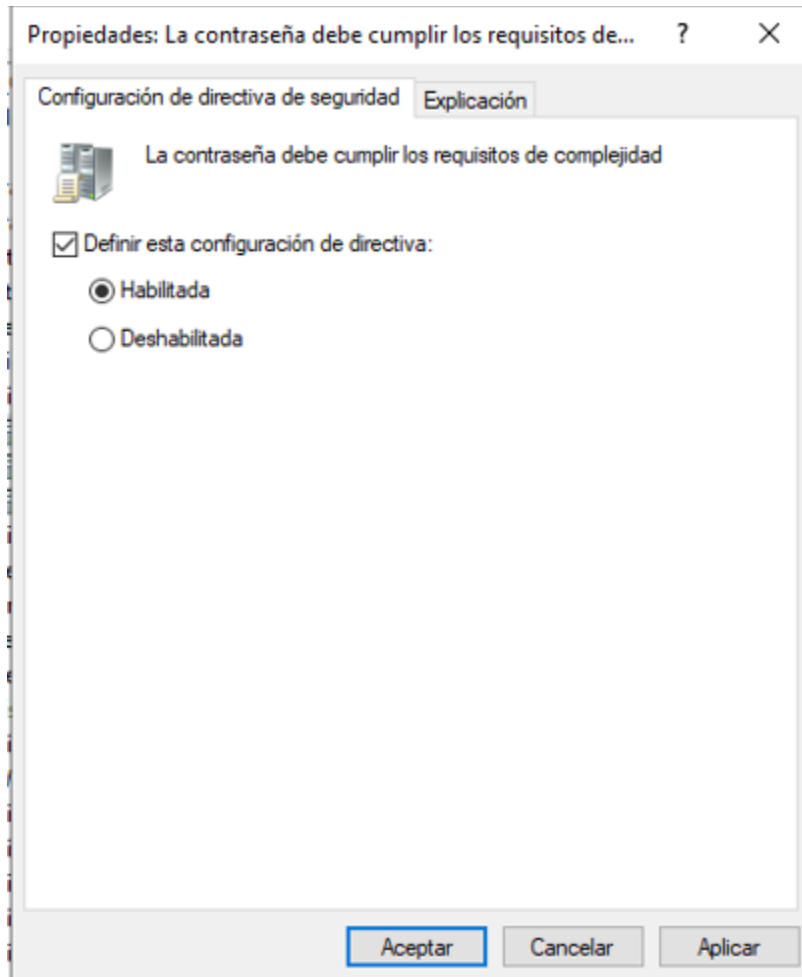 Propiedades: La contraseña debe cumplir los requisitos de... ? ×
Configuración de directiva de seguridad Explicación
La contraseña debe cumplir los requisitos de complejidad
Definir esta configuración de directiva:
Habilitada
Deshabilitada
Aceptar Cancelar Aplicar